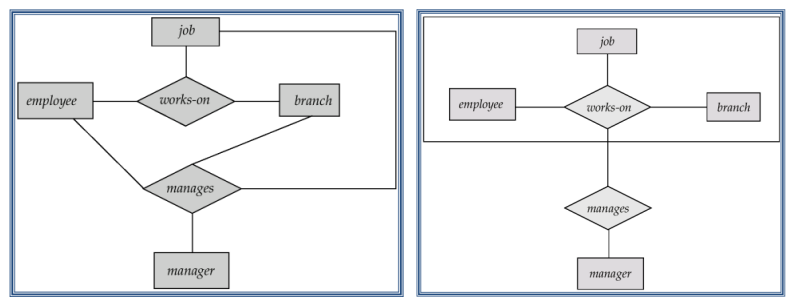 job
employee
works-on
branch
manages
manager
job
employee
works-on
branch
manages
manager